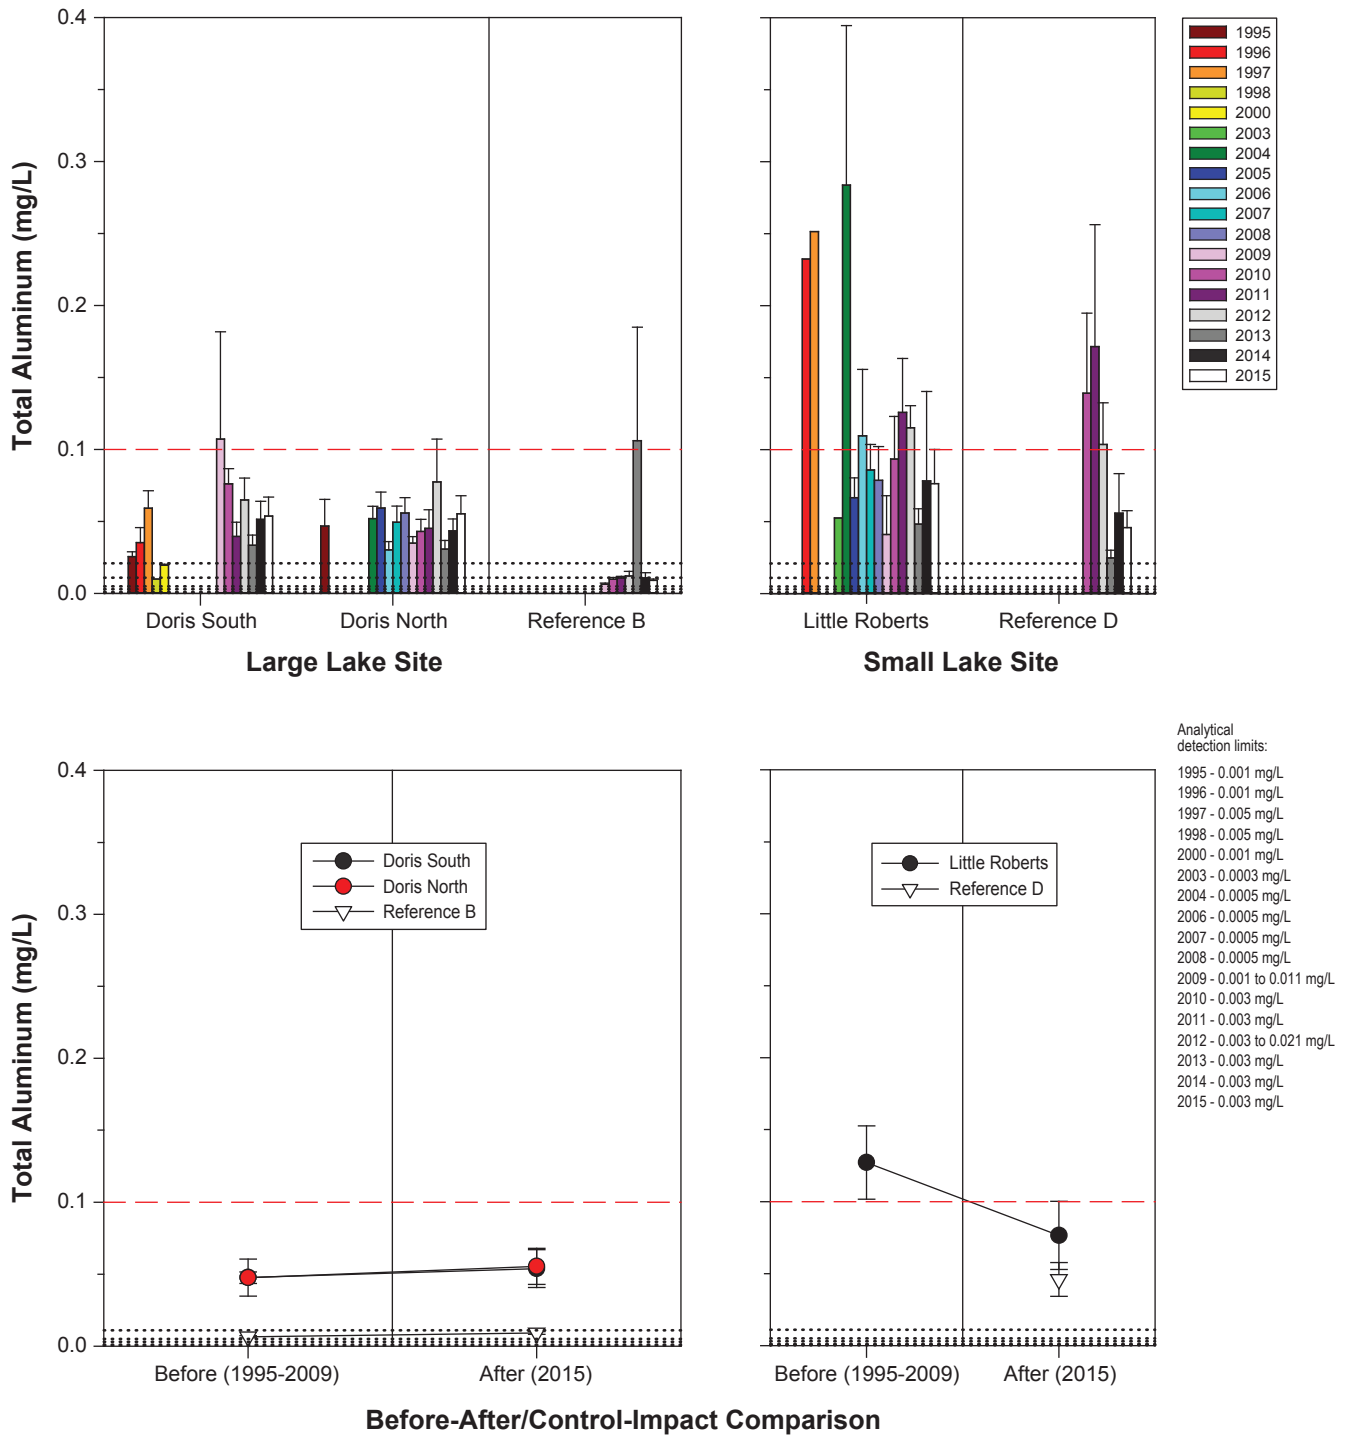 Total Aluminum (mg/L)
0.4
0.3
0.2
0.1
0.0
Doris South
Doris North
Reference B
Large Lake Site
Little Roberts
Reference D
Small Lake Site
1995
1996
1997
1998
2000
2003
2004
2005
2006
2007
2008
2009
2010
2011
2012
2013
2014
2015
Total Aluminum (mg/L)
0.4
0.3
0.2
0.1
0.0
Doris South
Doris North
Reference B
Before (1995-2009)
After (2015)
Little Roberts
Reference D
Before (1995-2009)
After (2015)
Before-After/Control-Impact Comparison
Analytical
detection limits:
1995 - 0.001 mg/L
1996 - 0.001 mg/L
1997 - 0.005 mg/L
1998 - 0.005 mg/L
2000 - 0.001 mg/L
2003 - 0.0003 mg/L
2004 - 0.0005 mg/L
2006 - 0.0005 mg/L
2007 - 0.0005 mg/L
2008 - 0.0005 mg/L
2009 - 0.001 to 0.011 mg/L
2010 - 0.003 mg/L
2011 - 0.003 mg/L
2012 - 0.003 to 0.021 mg/L
2013 - 0.003 mg/L
2014 - 0.003 mg/L
2015 - 0.003 mg/L